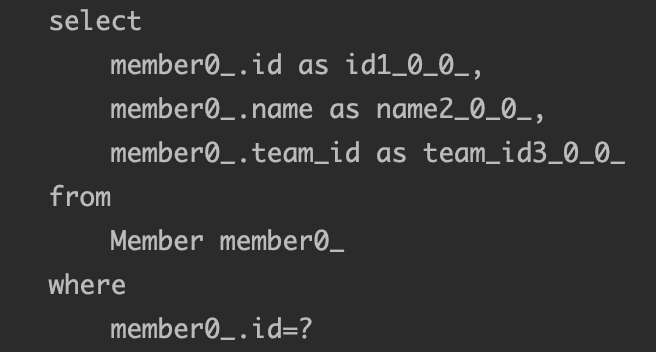 select
member0_.id as id1_0_0_,
member0_.name as name2_0_0_,
member0_.team_id as team_id3_0_0_
from
Member member0_
where
member0_.id=?